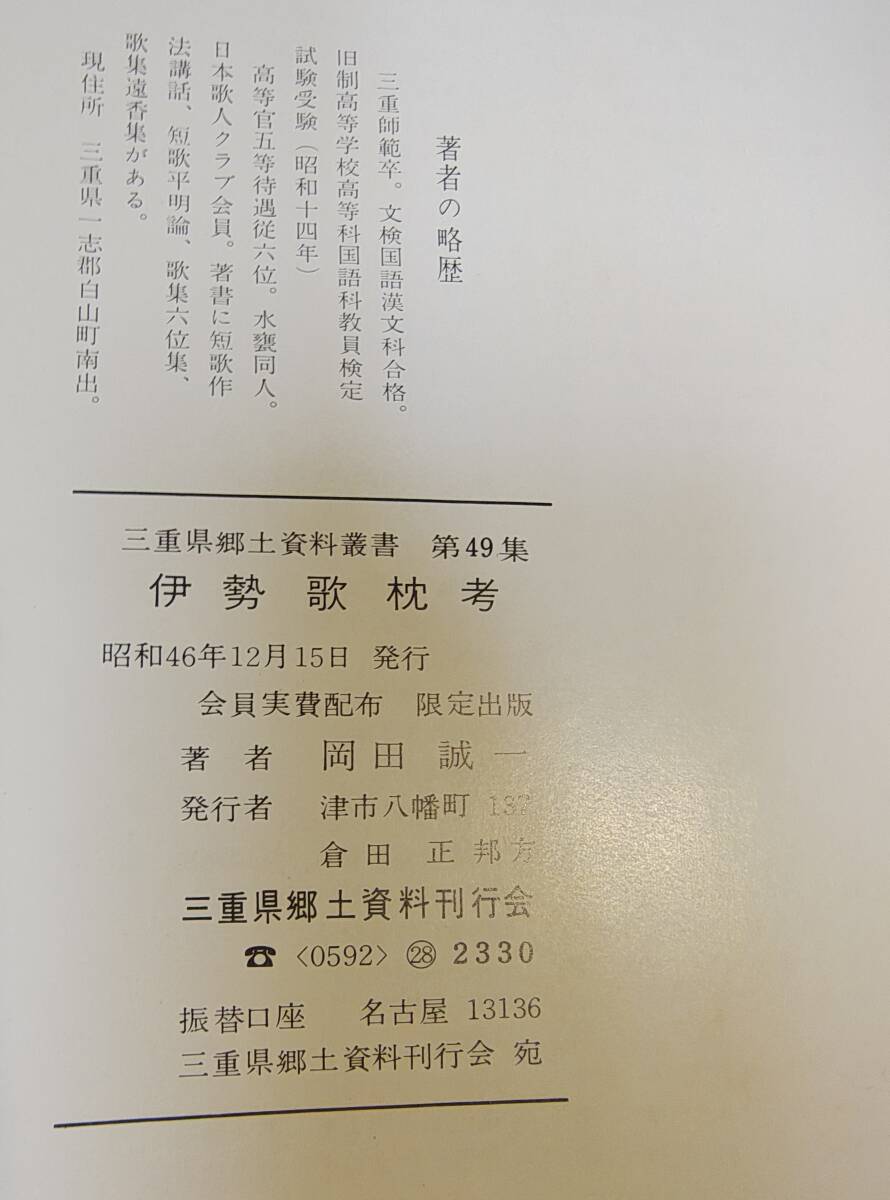 著者の略歴
三重師範卒。文検国語漢文科合格。
旧制高等学校高等科国語科教員検定
試験受験(昭和十四年)
高等官五等待遇従六位。水甕同人。
日本歌人クラブ会員。著書に短歌作
法講話、短歌平明論、歌集六位集、
歌集遠香集がある。
現住所 三重県一志郡白山町南出。
三重県郷土資料叢書 第49集
伊勢歌枕考
昭和46年12月15日 発行
会員実費配布 限定出版
著者 岡田誠一
発行者 津市八幡町
倉田正邦方
三重県郷土資料刊行会
☎ <0592> ㉘ 2330
振替口座 名古屋 13136
三重県郷土資料刊行会 宛